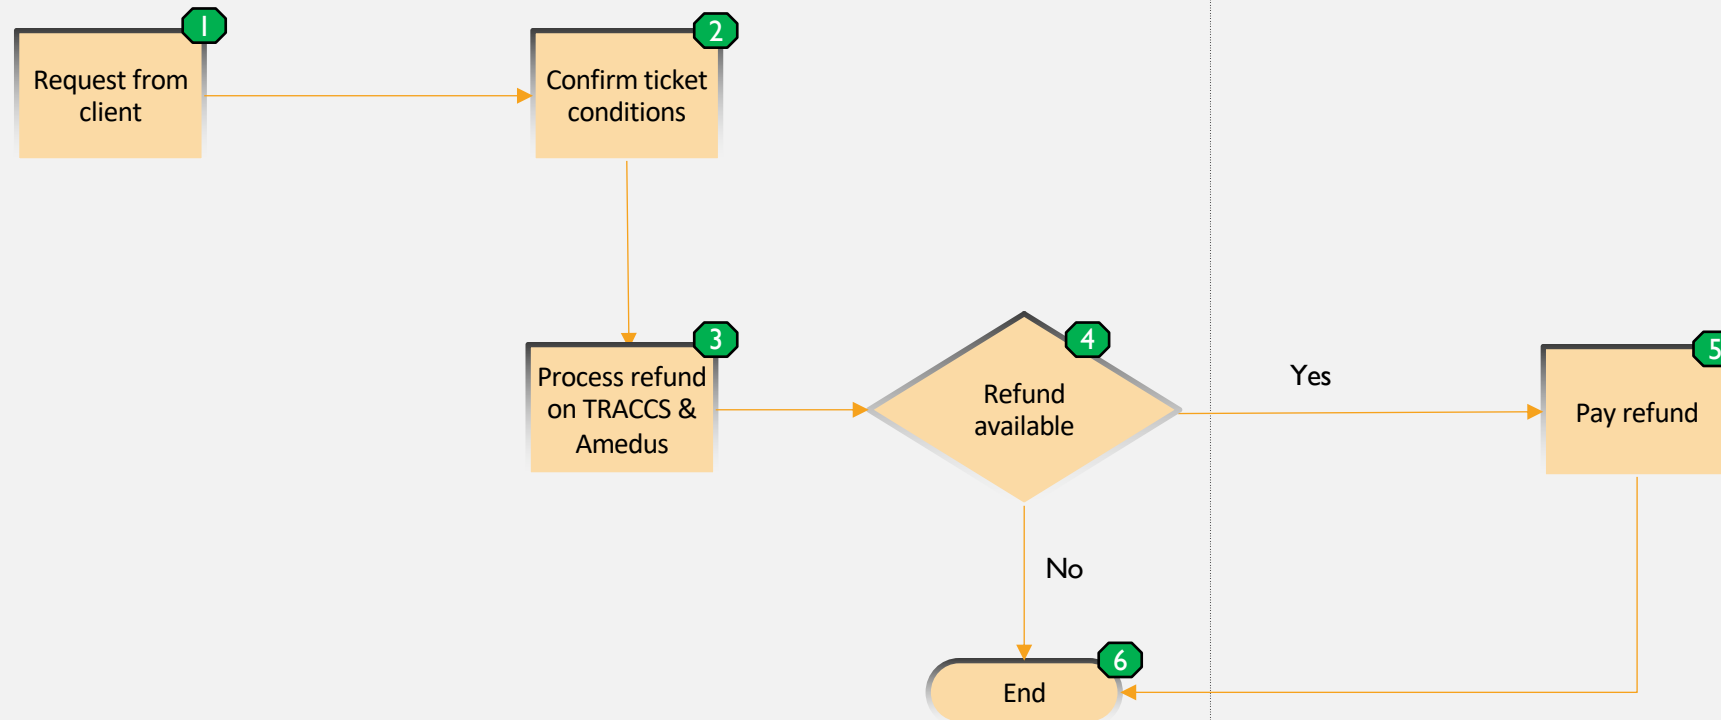 1
Request from
client
2
Confirm ticket
conditions
3
Process refund
on TRACCS &
Amedus
4
Refund
available
Yes
5
Pay refund
No
6
End